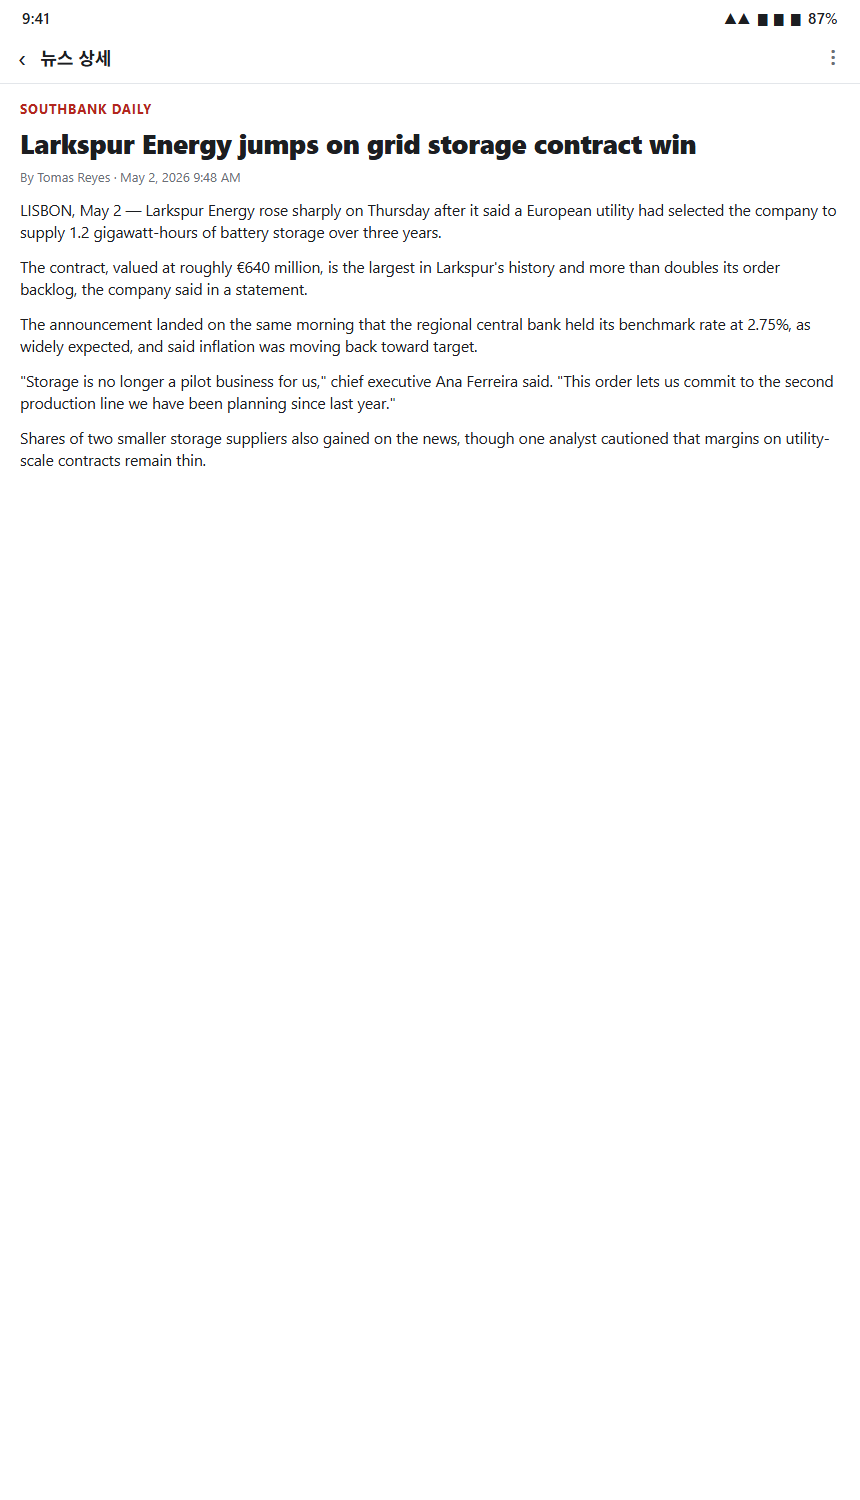 9:41
87%
‹ 뉴스 상세
SOUTHBANK DAILY
Larkspur Energy jumps on grid storage contract win
By Tomas Reyes · May 2, 2026 9:48 AM
LISBON, May 2 — Larkspur Energy rose sharply on Thursday after it said a European utility had selected the company to
supply 1.2 gigawatt-hours of battery storage over three years.
The contract, valued at roughly €640 million, is the largest in Larkspur's history and more than doubles its order
backlog, the company said in a statement.
The announcement landed on the same morning that the regional central bank held its benchmark rate at 2.75%, as
widely expected, and said inflation was moving back toward target.
"Storage is no longer a pilot business for us," chief executive Ana Ferreira said. "This order lets us commit to the second
production line we have been planning since last year."
Shares of two smaller storage suppliers also gained on the news, though one analyst cautioned that margins on utility-
scale contracts remain thin.